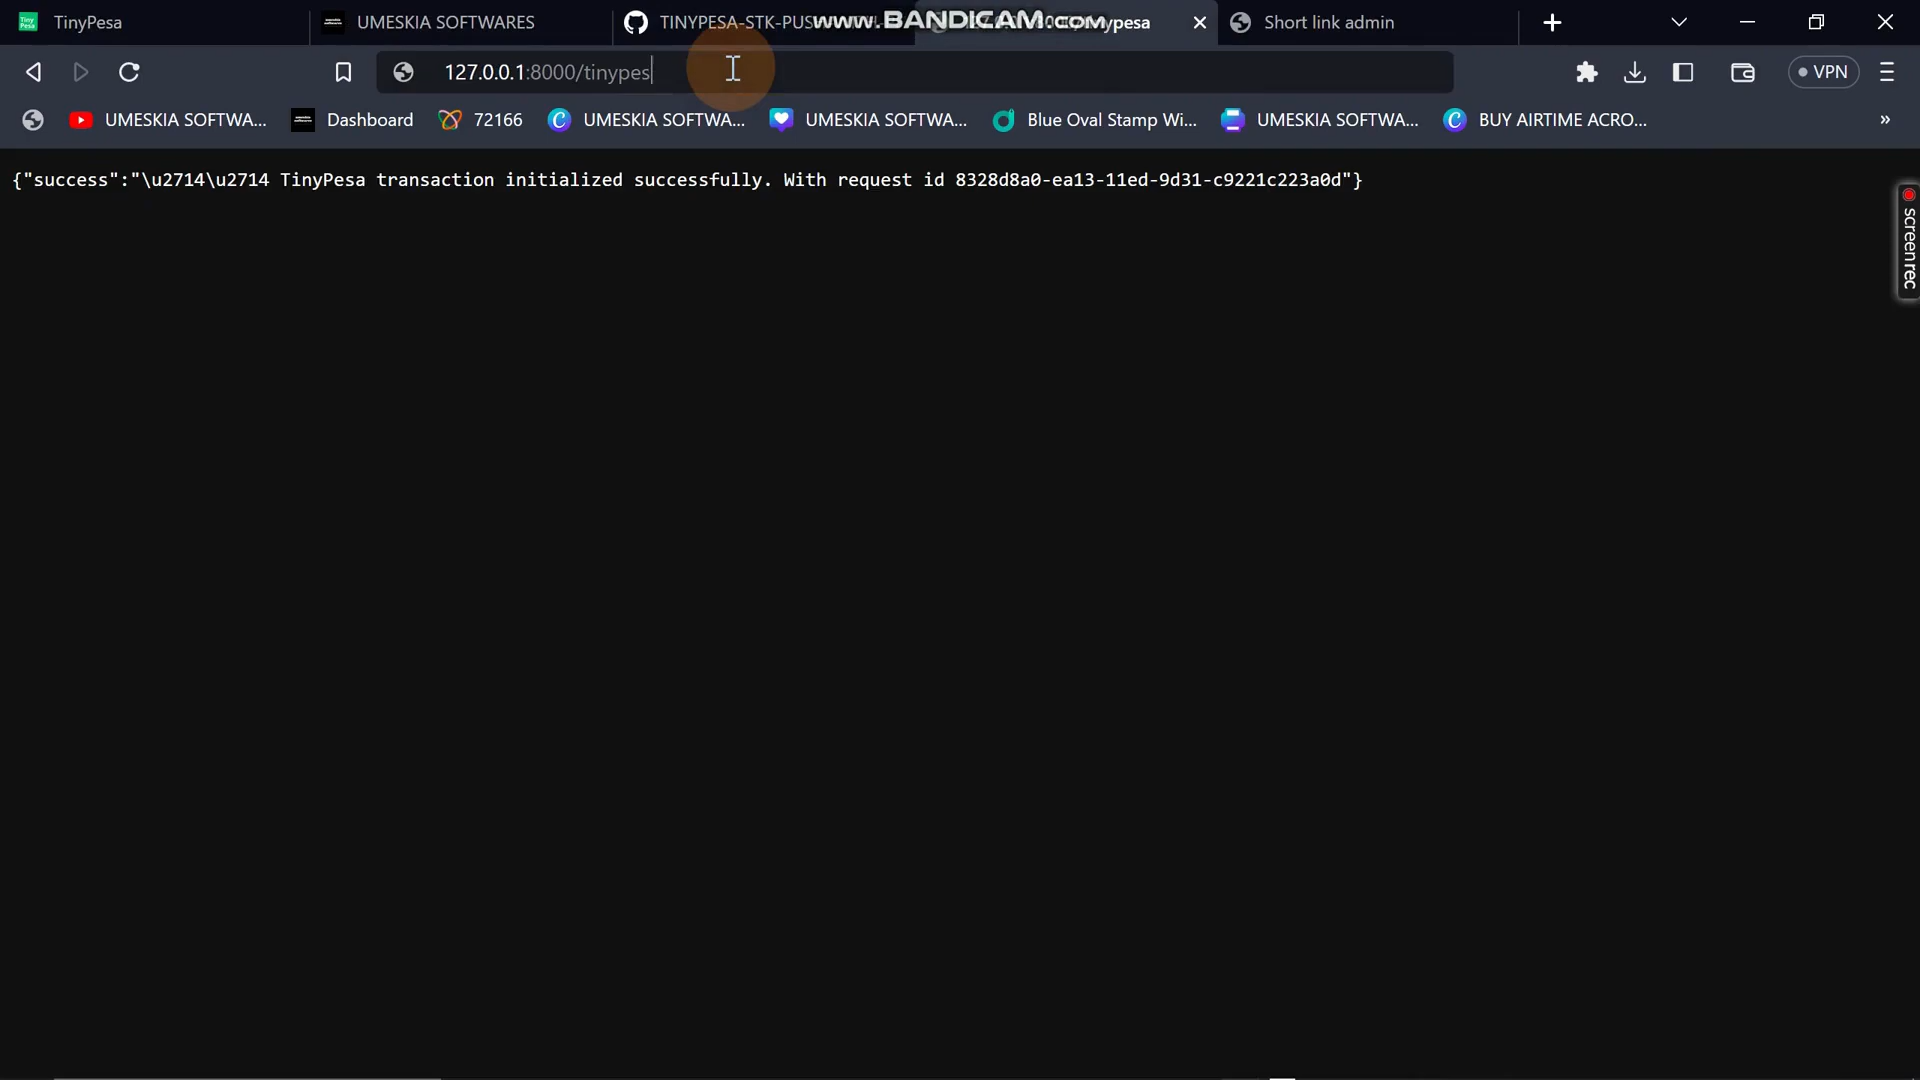 TinyPesa
UMESKIA SOFTWARES
TINYPESA-STK-PUS
www.BANDICAM.com
ypesa
Short link admin
127.0.0.1:8000/tinypes
VPN
UMESKIA SOFTWA...
Dashboard
72166
UMESKIA SOFTWA...
UMESKIA SOFTWA...
Blue Oval Stamp Wi...
UMESKIA SOFTWA...
BUY AIRTIME ACRO...
»
{"success":"\u2714\u2714 TinyPesa transaction initialized successfully. With request id 8328d8a0-ea13-11ed-9d31-c9221c223a0d"}
screenrec